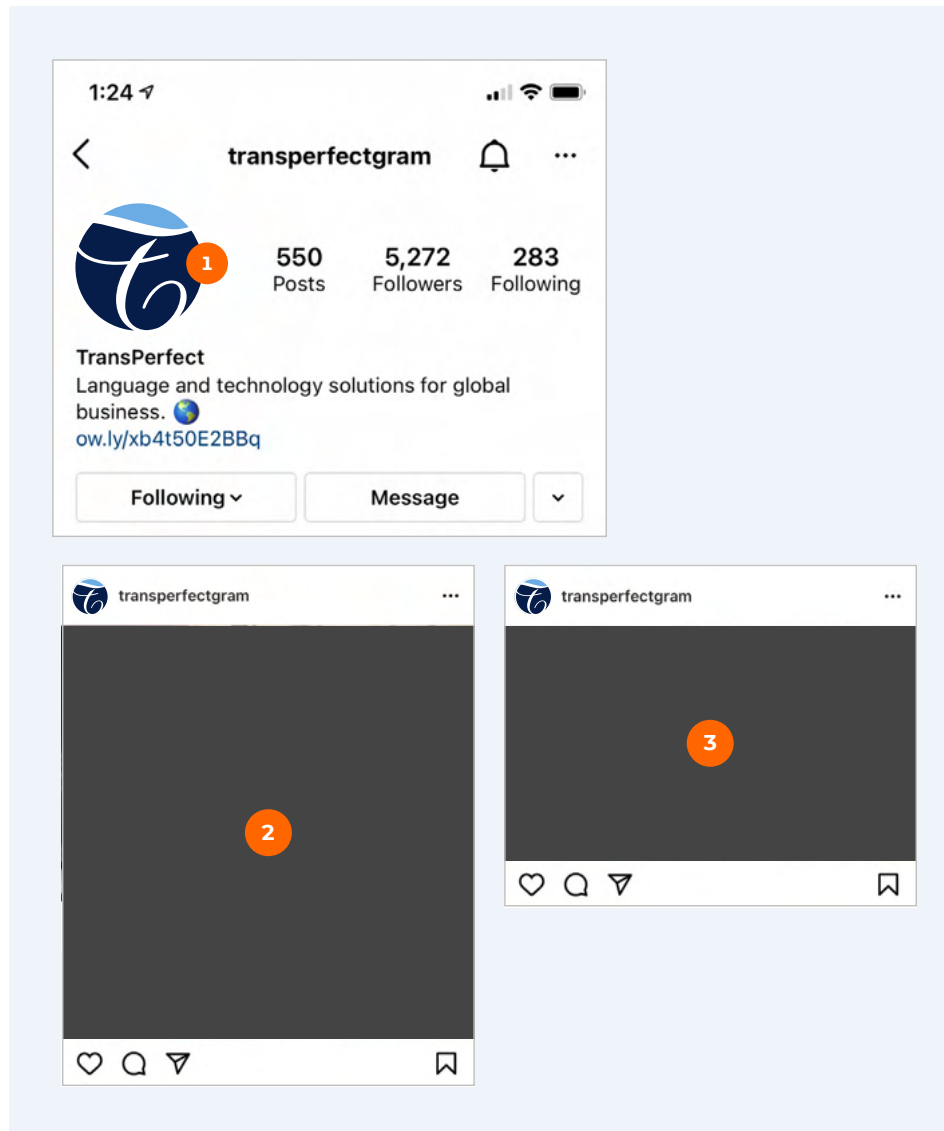 1:24
transperfectgram
1
550 5,272 283
Posts Followers Following
TransPerfect
Language and technology solutions for global
business. 🌎
ow.ly/xb4t50E2BBq
Following Message
transperfectgram
2
transperfectgram
3